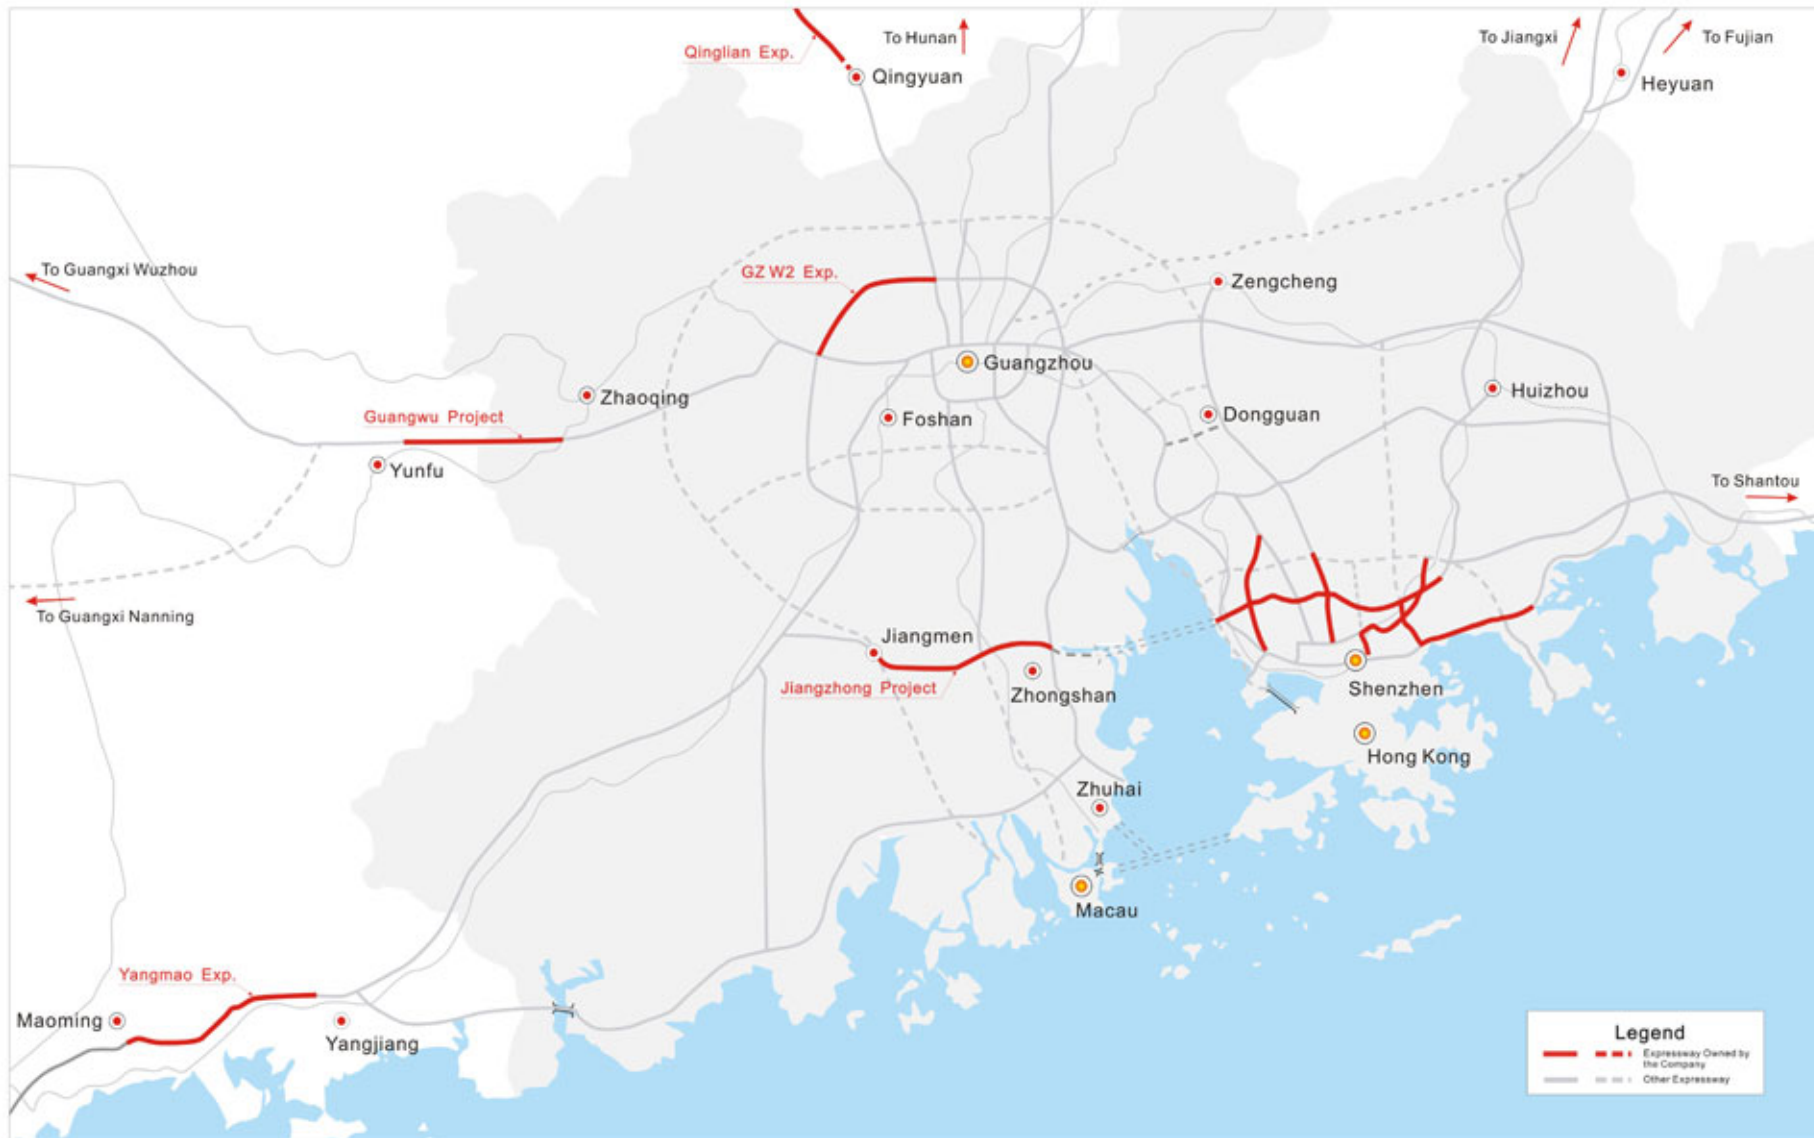 To Hunan
To Jiangxi
To Fujian
Qinglian Exp.
Qingyuan
Heyuan
To Guangxi Wuzhou
GZ W2 Exp.
Zengcheng
Guangzhou
Zhaoqing
Huizhou
Guangwu Project
Foshan
Dongguan
Yunfu
To Shantou
To Guangxi Nanning
Jiangmen
Jiangzhong Project
Zhongshan
Shenzhen
Hong Kong
Zhuhai
Macau
Yangmao Exp.
Maoming
Yangjiang
Legend
Expressway Owned by
the Company
Other Expressway